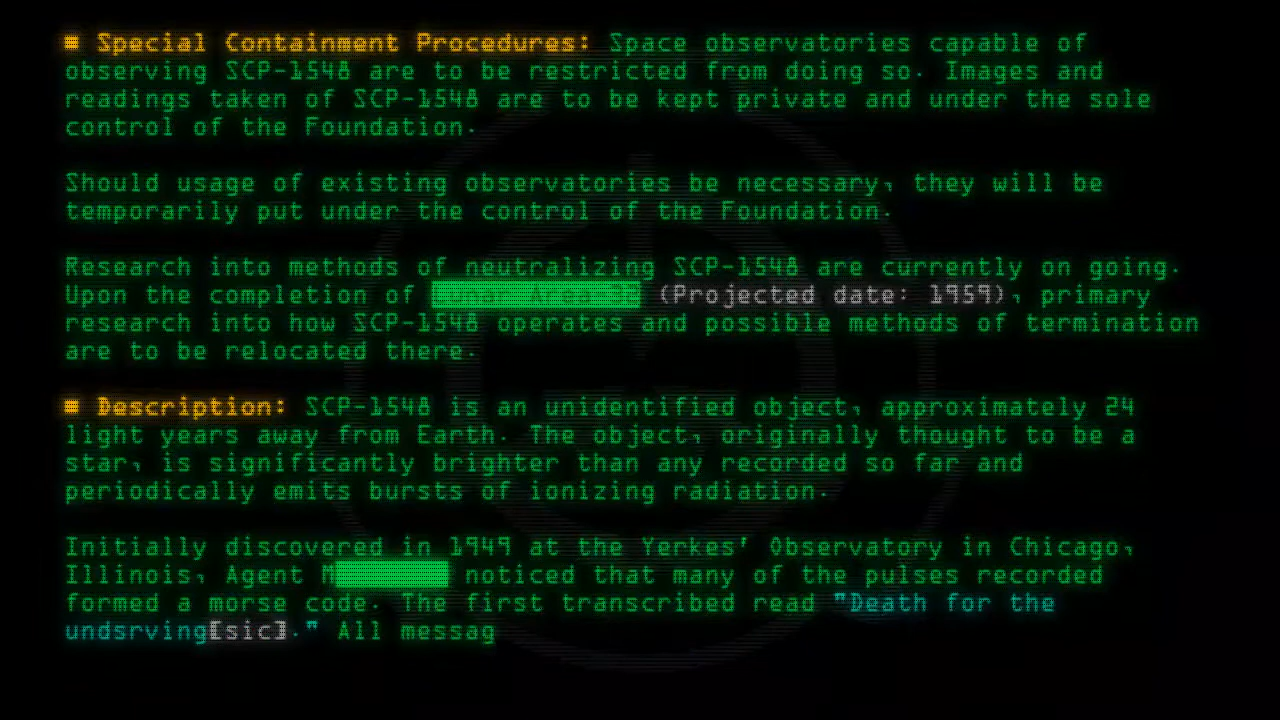 ■ Special Containment Procedures: Space observatories capable of
observing SCP-1548 are to be restricted from doing so. Images and
readings taken of SCP-1548 are to be kept private and under the sole
control of the Foundation.
Should usage of existing observatories be necessary, they will be
temporarily put under the control of the Foundation.
Research into methods of neutralizing SCP-1548 are currently on going.
Upon the completion of (Projected date: 1959), primary
research into how SCP-1548 operates and possible methods of termination
are to be relocated there.
■ Description: SCP-1548 is an unidentified object, approximately 24
light years away from Earth. The object, originally thought to be a
star, is significantly brighter than any recorded so far and
periodically emits bursts of ionizing radiation.
Initially discovered in 1949 at the Yerkes' Observatory in Chicago,
Illinois, Agent M noticed that many of the pulses recorded
formed a morse code. The first transcribed read "Death for the
undsrving[sic]." All messag